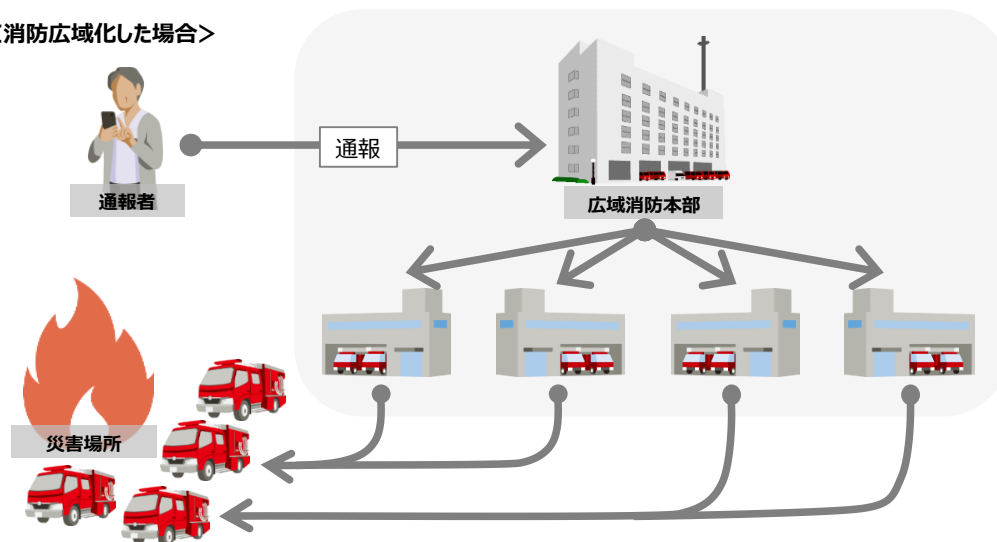 <消防広域化した場合>
通報
通報者
広域消防本部
災害場所